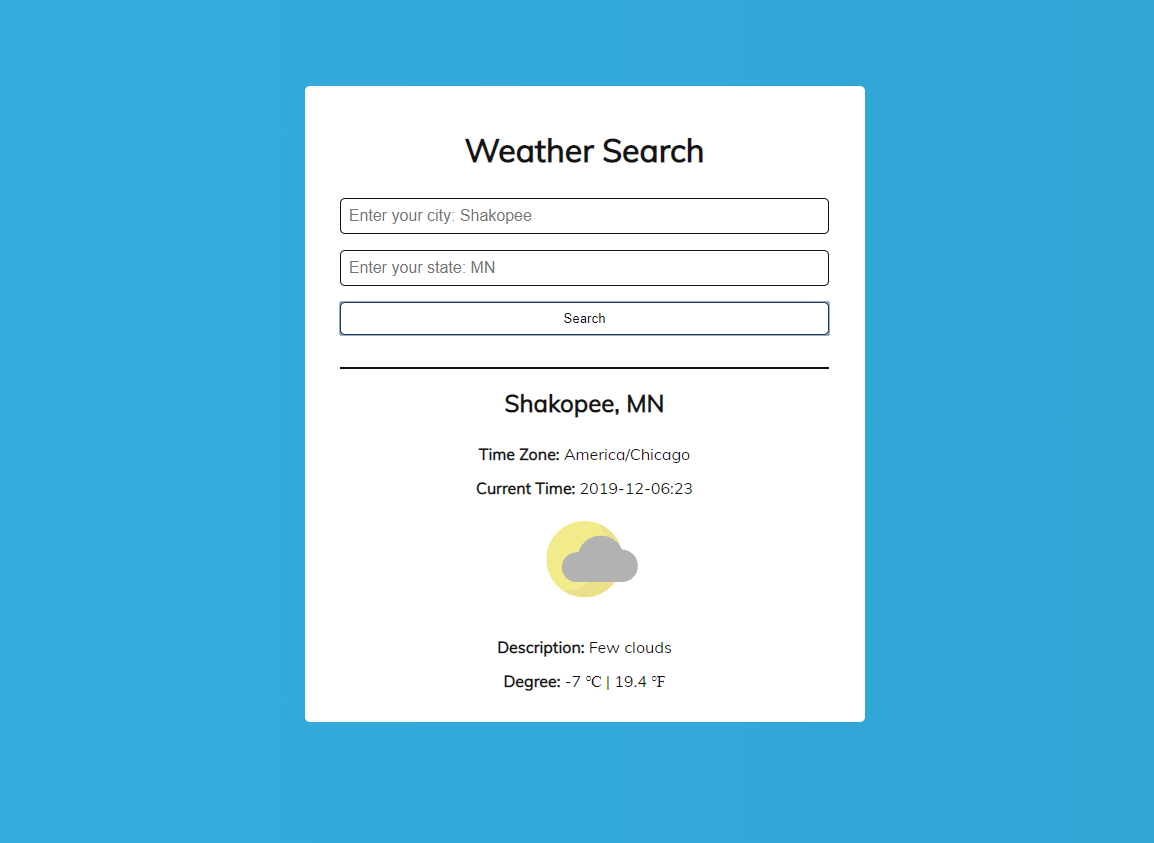 Weather Search
Enter your city: Shakopee
Enter your state: MN
Search
Shakopee, MN
Time Zone: America/Chicago
Current Time: 2019-12-06:23
Description: Few clouds
Degree: -7 ℃ | 19.4 ℉